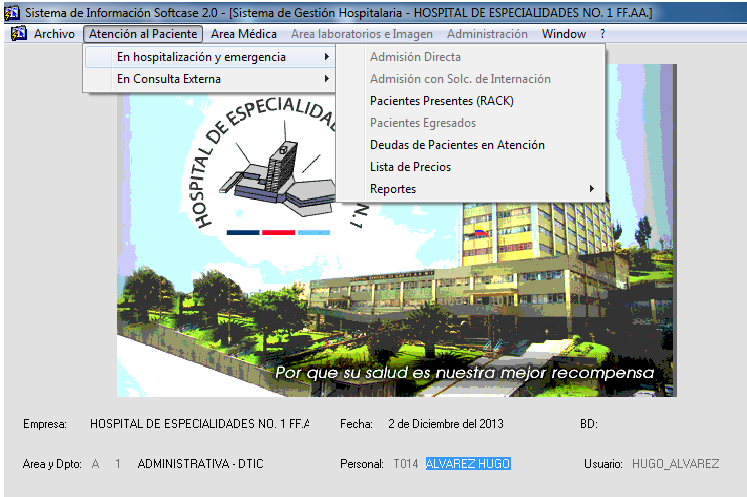 Sistema de Información Softcase 2.0 - [Sistema de Gestión Hospitalaria - HOSPITAL DE ESPECIALIDADES NO. 1 FF.AA.]
Archivo Atención al Paciente Area Médica Area laboratorios e Imagen Administración Window ?
En hospitalización y emergencia
En Consulta Externa
Admisión Directa
Admisión con Solc. de Internación
Pacientes Presentes (RACK)
Pacientes Egresados
Deudas de Pacientes en Atención
Lista de Precios
Reportes
HOSPITAL DE ESPECIALIDA N. 1
Por que su salud es nuestra mejor recompensa
Empresa: HOSPITAL DE ESPECIALIDADES NO. 1 FF.A Fecha: 2 de Diciembre del 2013 BD:
Area y Dpto: A 1 ADMINISTRATIVA - DTIC Personal: T014 ALVAREZ HUGO Usuario: HUGO_ALVAREZ